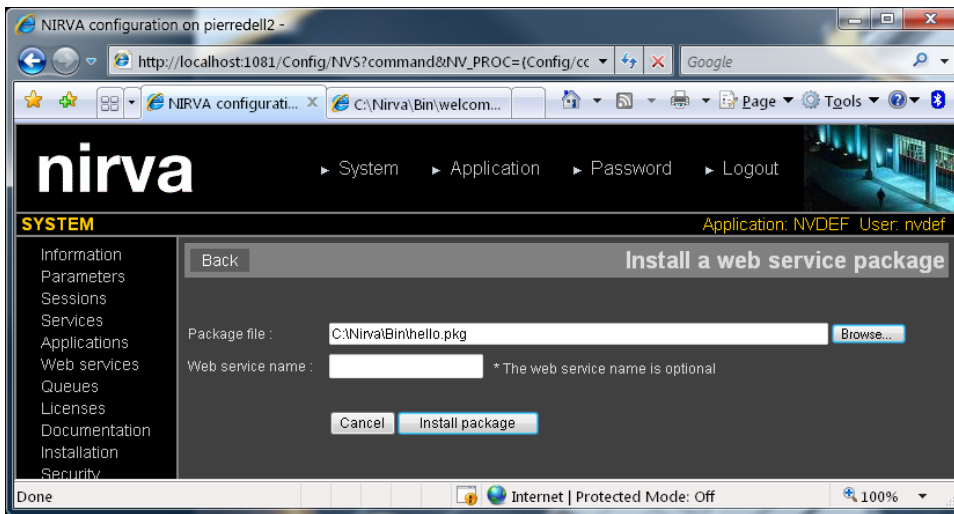 NIRVA configuration on pierredell2 -
http://localhost:1081/Config/NVS?command&NV_PROC=(Config/cc
Google
NIRVA configurati...
C:\Nirva\Bin\welcom...
Page
Tools
nirva
System
Application
Password
Logout
SYSTEM
Application: NVDEF User: nvdef
Information
Parameters
Sessions
Services
Applications
Web services
Queues
Licenses
Documentation
Installation
Security
Back
Install a web service package
Package file :
C:\Nirva\Bin\hello.pkg
Browse...
Web service name :
* The web service name is optional
Cancel
Install package
Done
Internet | Protected Mode: Off
100%